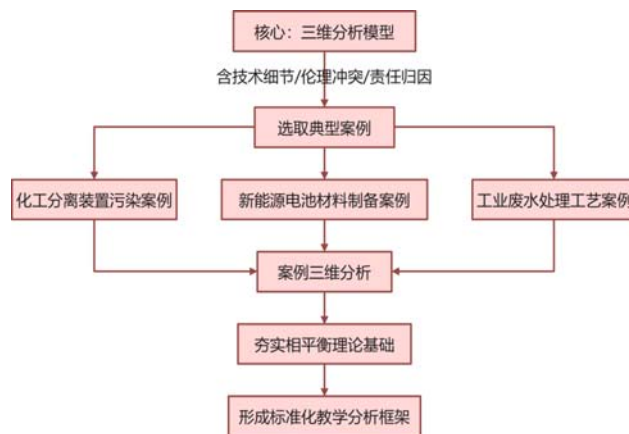 核心：三维分析模型
含技术细节/伦理冲突/责任归因
选取典型案例
化工分离装置污染案例
新能源电池材料制备案例
工业废水处理工艺案例
案例三维分析
夯实相平衡理论基础
形成标准化教学分析框架